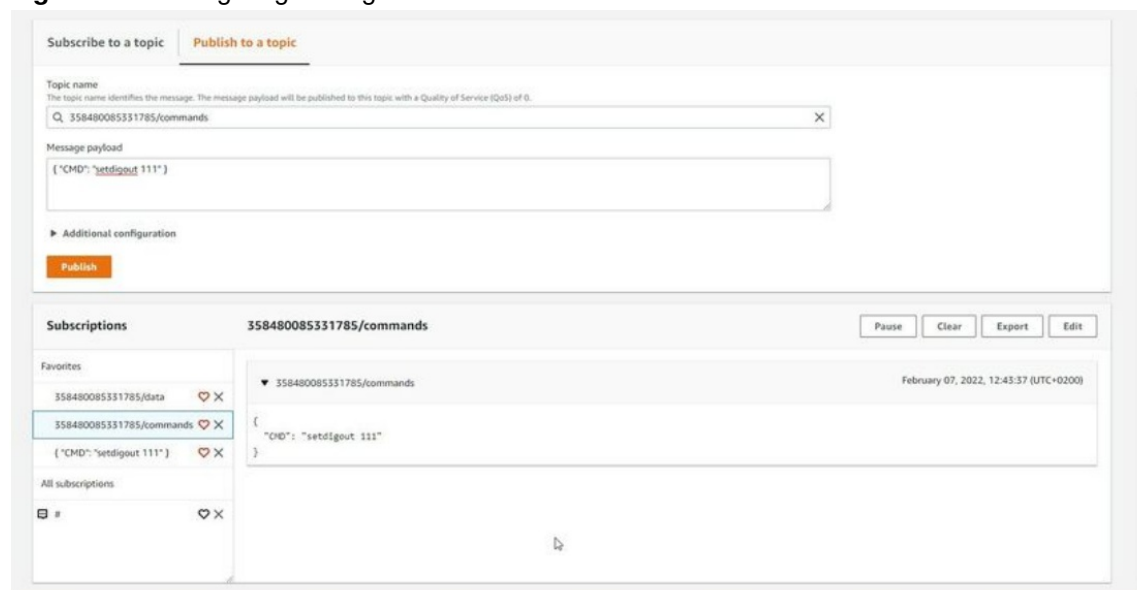 Subscribe to a topic
Publish to a topic
Topic name
The topic name identifies the message. The message payload will be published to this topic with a Quality of Service (QoS) of 0.
358480085331785/commands
Message payload
{ "CMD": "setdigout 111" }
Additional configuration
Publish
Subscriptions
358480085331785/commands
Pause
Clear
Export
Edit
Favorites
358480085331785/data
358480085331785/commands
{ "CMD": "setdigout 111" }
All subscriptions
#
358480085331785/commands
February 07, 2022, 12:43:37 (UTC+0200)
{
"CMD": "setdigout 111"
}